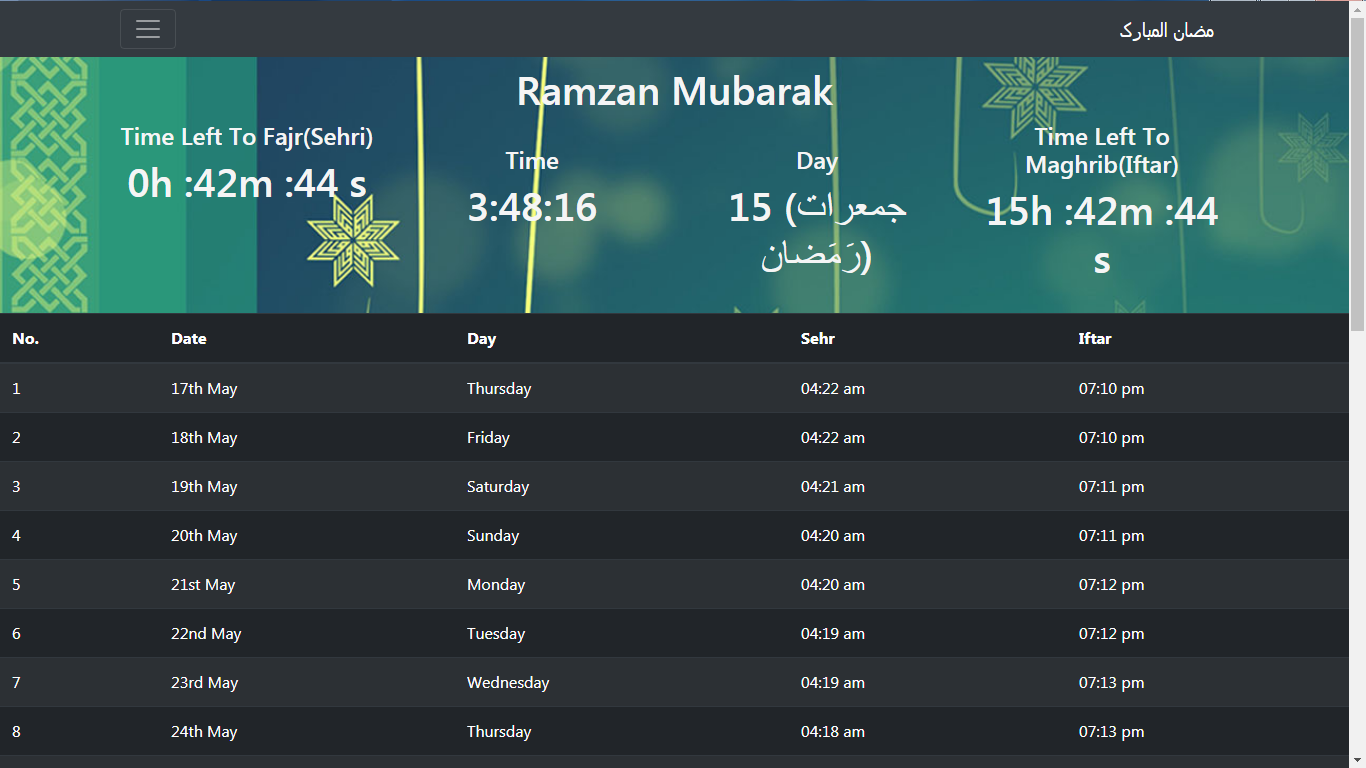 مضان المبارک
Ramzan Mubarak
Time Left To Fajr(Sehri)
0h :42m :44 s
Time
3:48:16
Day
15 (جمعرات
رَمَضان)
Time Left To
Maghrib(Iftar)
15h :42m :44
s
No. Date Day Sehr Iftar
1 17th May Thursday 04:22 am 07:10 pm
2 18th May Friday 04:22 am 07:10 pm
3 19th May Saturday 04:21 am 07:11 pm
4 20th May Sunday 04:20 am 07:11 pm
5 21st May Monday 04:20 am 07:12 pm
6 22nd May Tuesday 04:19 am 07:12 pm
7 23rd May Wednesday 04:19 am 07:13 pm
8 24th May Thursday 04:18 am 07:13 pm